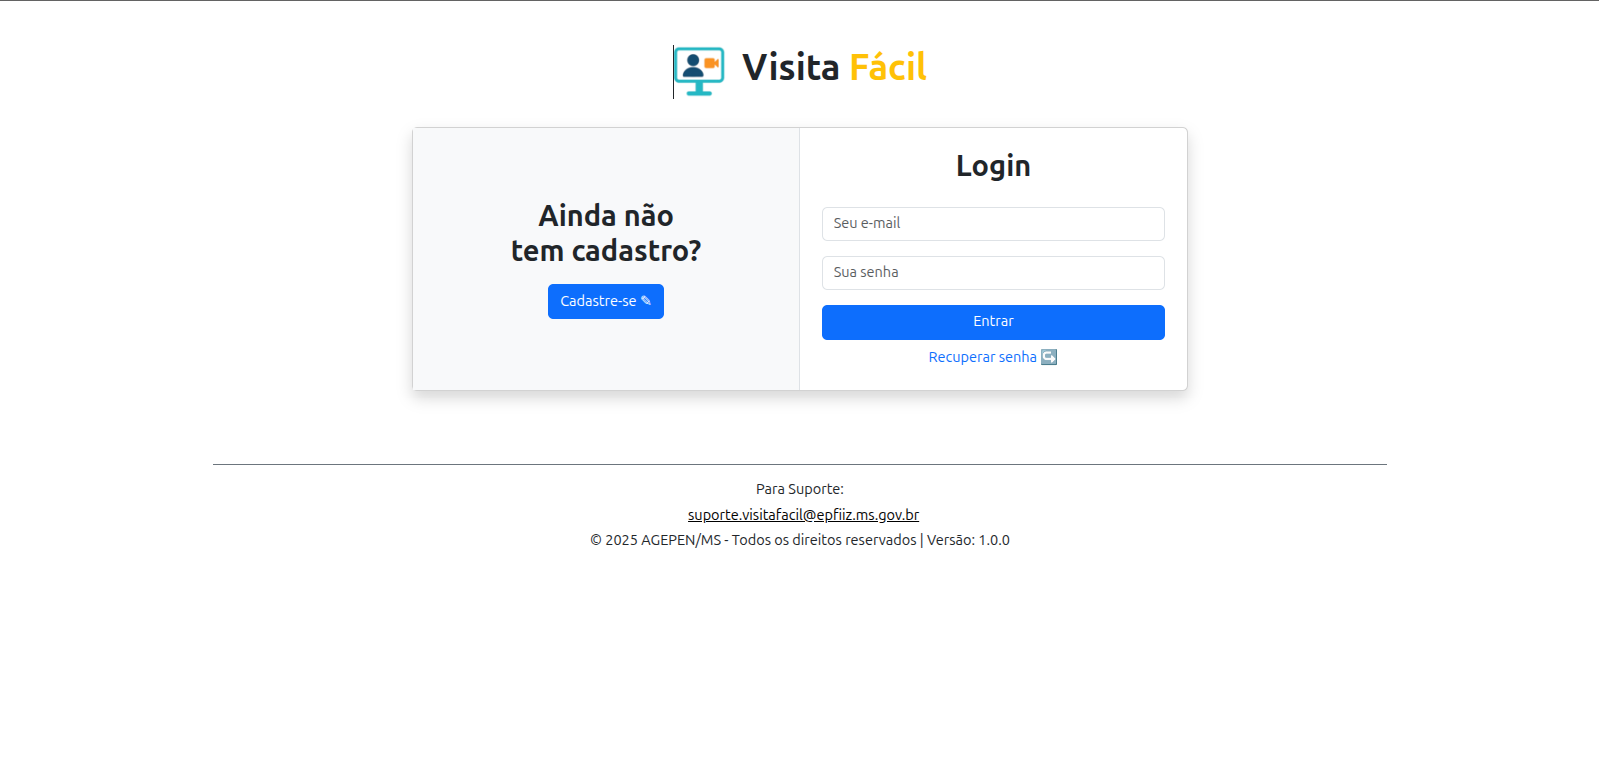 Visita Fácil
Ainda não
tem cadastro?
Cadastre-se ✎
Login
Seu e-mail
Sua senha
Entrar
Recuperar senha ↪
Para Suporte:
suporte.visitafacil@epfiiz.ms.gov.br
© 2025 AGEPEN/MS - Todos os direitos reservados | Versão: 1.0.0